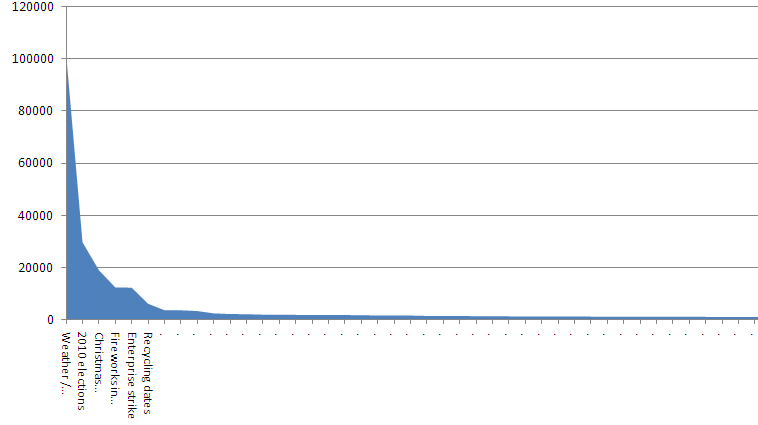 120000
100000
80000
60000
40000
20000
0
Weather /...
2010 elections
Christmas...
Fireworks in...
Enterprise strike
Recycling dates